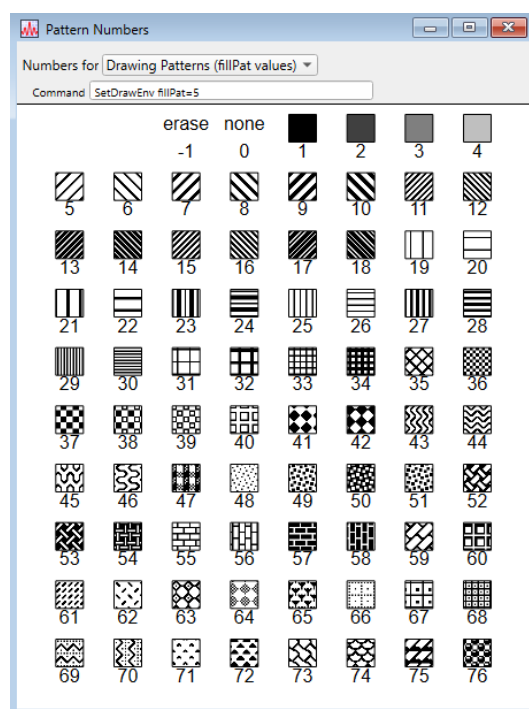 Pattern Numbers
Numbers for Drawing Patterns (fillPat values)
Command SetDrawEnv fillPat=5
erase none
-1 0 1 2 3 4
5 6 7 8 9 10 11 12
13 14 15 16 17 18 19 20
21 22 23 24 25 26 27 28
29 30 31 32 33 34 35 36
37 38 39 40 41 42 43 44
45 46 47 48 49 50 51 52
53 54 55 56 57 58 59 60
61 62 63 64 65 66 67 68
69 70 71 72 73 74 75 76